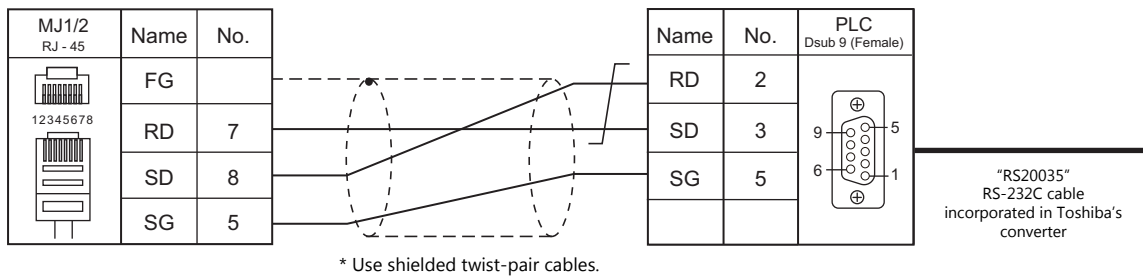 MJ1/2
RJ - 45
Name
No.
12345678
FG
RD
7
SD
8
SG
5
Name
No.
PLC
Dsub 9 (Female)
RD
2
SD
3
SG
5
9
5
6
1
"RS20035"
RS-232C cable
incorporated in Toshiba's
converter
* Use shielded twist-pair cables.